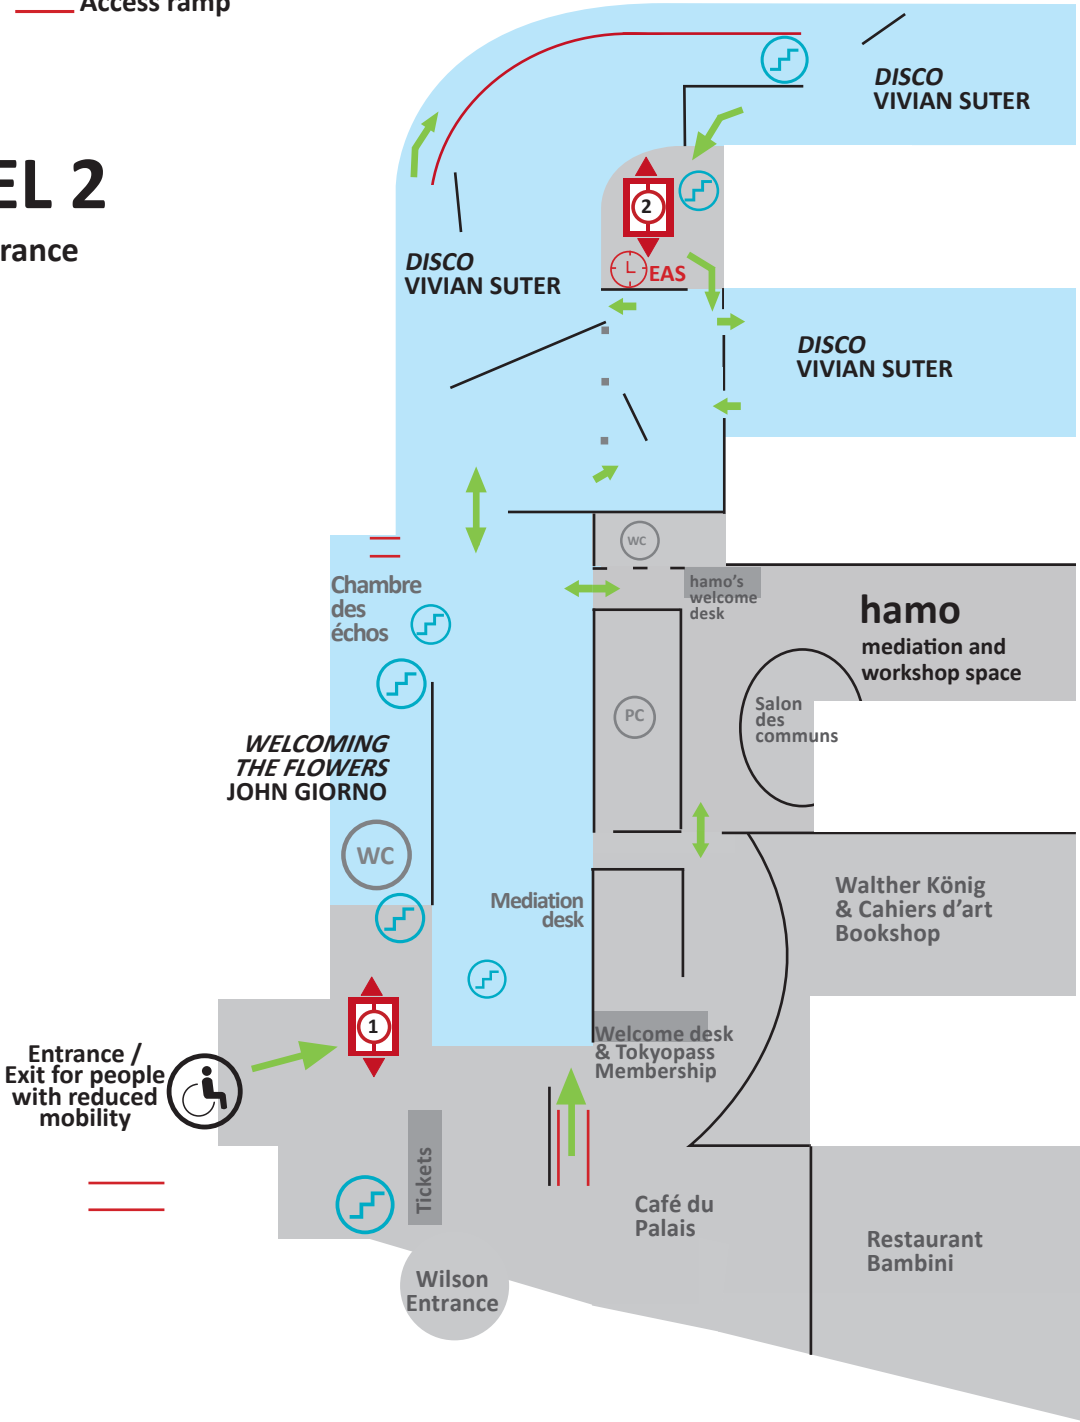 Access ramp
EL 2
rance
DISCO
VIVIAN SUTER
2
EAS
DISCO
VIVIAN SUTER
DISCO
VIVIAN SUTER
WC
Chambre
des
échos
hamo's
welcome
desk
hamo
mediation and
workshop space
PC
Salon
des
communs
WELCOMING
THE FLOWERS
JOHN GIORNO
WC
Mediation
desk
Walther König
& Cahiers d'art
Bookshop
1
Welcome desk
& Tokyopass
Membership
Entrance /
Exit for people
with reduced
mobility
Tickets
Café du
Palais
Restaurant
Bambini
Wilson
Entrance